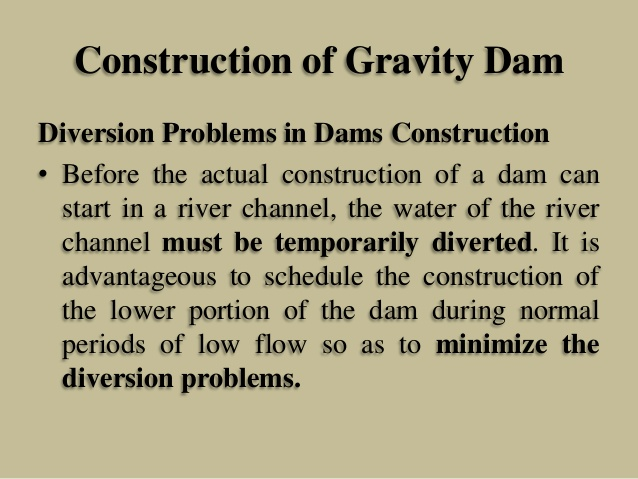 Construction of Gravity Dam
Diversion Problems in Dams Construction
• Before the actual construction of a dam can
start in a river channel, the water of the river
channel must be temporarily diverted. It is
advantageous to schedule the construction of
the lower portion of the dam during normal
periods of low flow so as to minimize the
diversion problems.